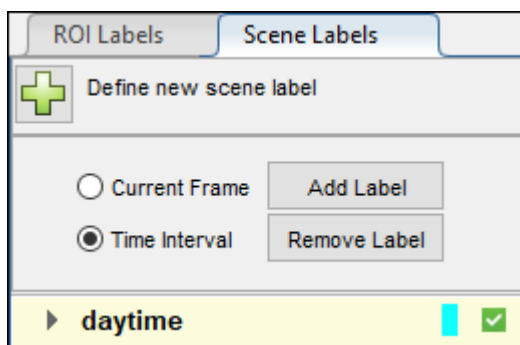 ROI Labels Scene Labels
Define new scene label
Current Frame Add Label
Time Interval Remove Label
daytime